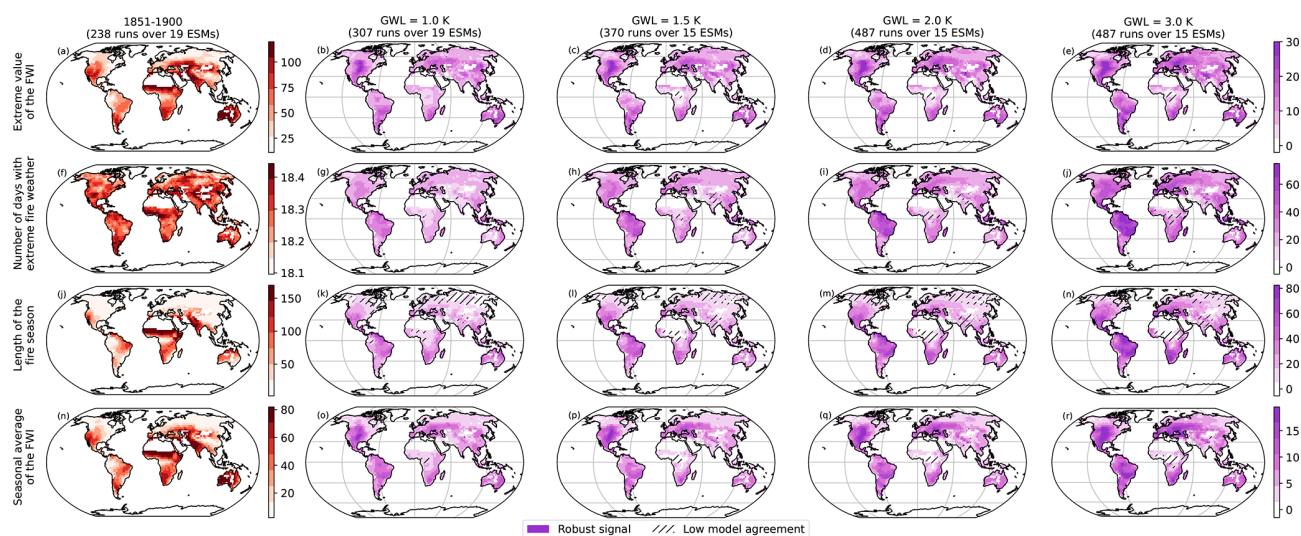 1851-1900
(238 runs over 19 ESMs)
GWL = 1.0 K
(307 runs over 19 ESMs)
GWL = 1.5 K
(370 runs over 15 ESMs)
GWL = 2.0 K
(487 runs over 15 ESMs)
GWL = 3.0 K
(487 runs over 15 ESMs)
Extreme value
of the FWI
(a)
100
75
50
25
(b)
(c)
(d)
(e)
30
20
10
0
Number of days with
extreme fire weather
(f)
18.4
18.3
18.2
18.1
(g)
(h)
(i)
(j)
60
40
20
0
Length of the
fire season
(j)
150
100
50
(k)
(l)
(m)
(n)
80
60
40
20
0
Seasonal average
of the FWI
(n)
80
60
40
20
(o)
(p)
(q)
(r)
15
10
5
0
Robust signal
Low model agreement